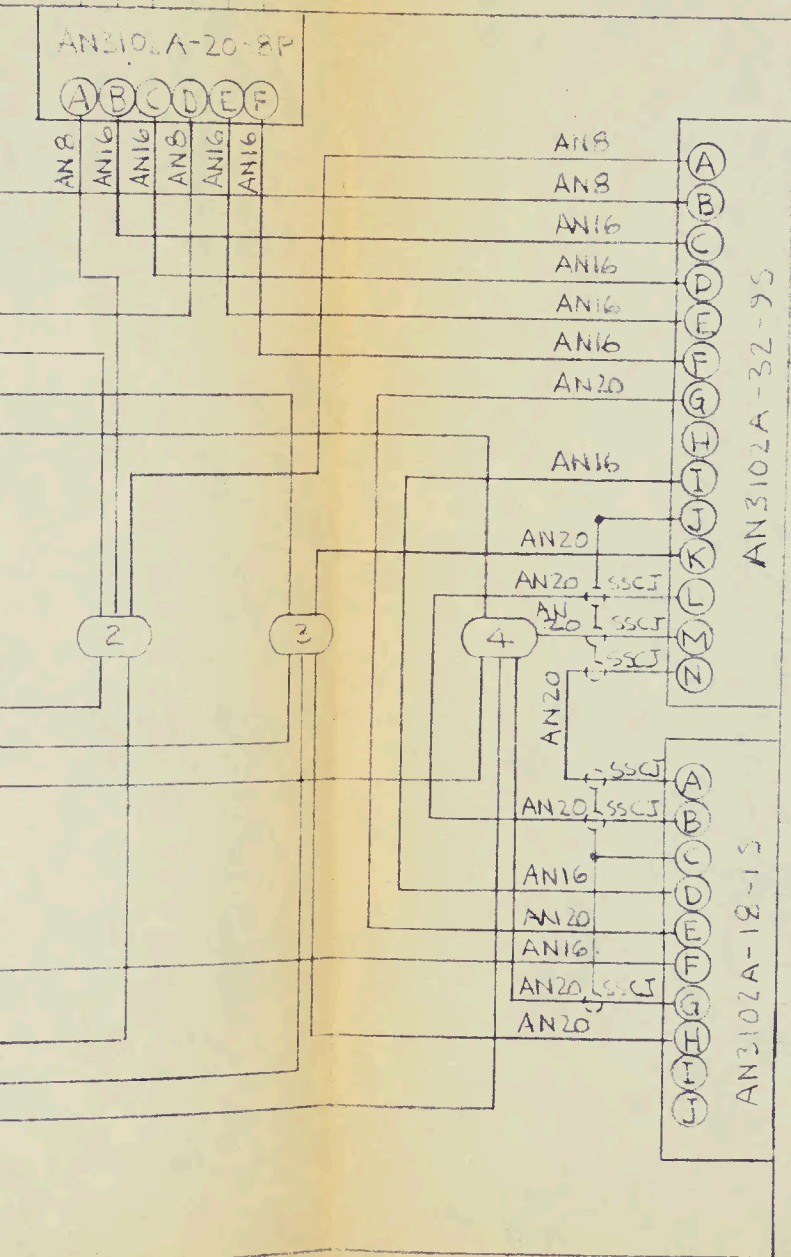 AN3102A-20-8P
A B C D E F
AN8 AN16 AN16 AN8 AN16 AN16
AN8 A
AN8 B
AN16 C
AN16 D
AN16 E
AN16 F
AN20 G
H
AN16 I
J
AN20 K
AN20 SSCJ L
AN20 SSCJ M
SSCJ N
AN20
AN3102A-32-9S
2
3
4
SSCJ A
AN20 SSCJ B
C
AN16 D
AN20 E
AN16 F
AN20 SSCJ G
AN20 H
I
J
AN3102A-18-1S